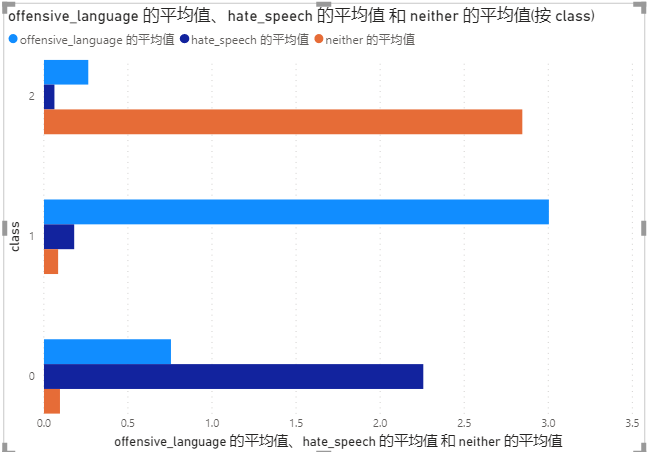 offensive_language 的平均值、hate_speech 的平均值 和 neither 的平均值(按 class)
offensive_language 的平均值 hate_speech 的平均值 neither 的平均值
2
1
0
class
0.0 0.5 1.0 1.5 2.0 2.5 3.0 3.5
offensive_language 的平均值、hate_speech 的平均值 和 neither 的平均值